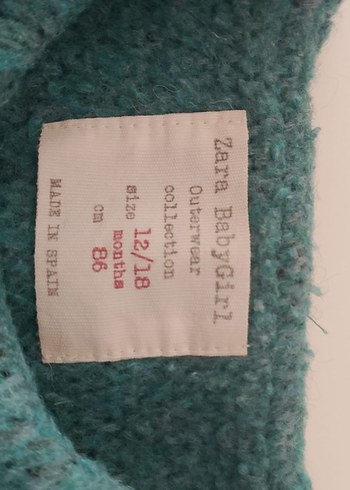 Zara BabyGirl
Outerwear
collection
size 12/18
months
cm 86
MADE IN SPAIN